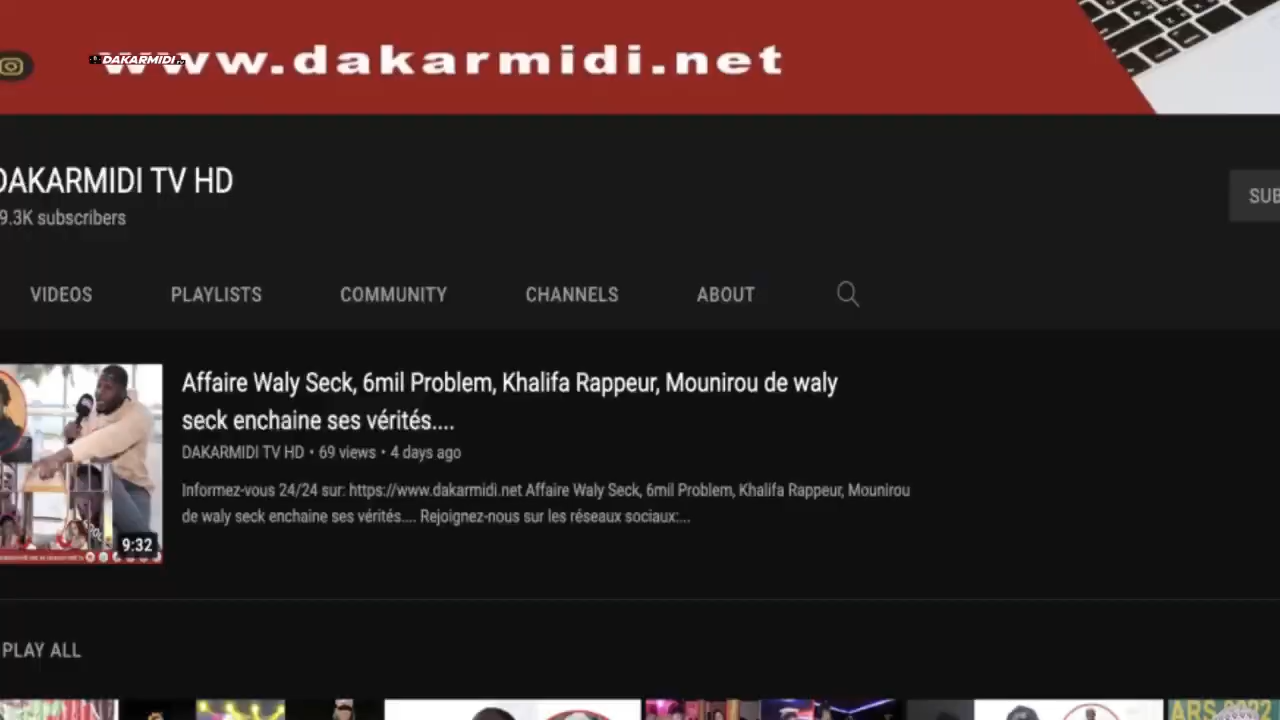 www.dakarmidi.net
DAKARMIDI
DAKARMIDI TV HD
9.3K subscribers
SUB
VIDEOS PLAYLISTS COMMUNITY CHANNELS ABOUT
Affaire Waly Seck, 6mil Problem, Khalifa Rappeur, Mounirou de waly
seck enchaine ses vérités....
DAKARMIDI TV HD • 69 views • 4 days ago
Informez-vous 24/24 sur: https://www.dakarmidi.net Affaire Waly Seck, 6mil Problem, Khalifa Rappeur, Mounirou
de waly seck enchaine ses vérités.... Rejoignez-nous sur les réseaux sociaux:...
9:32
PLAY ALL